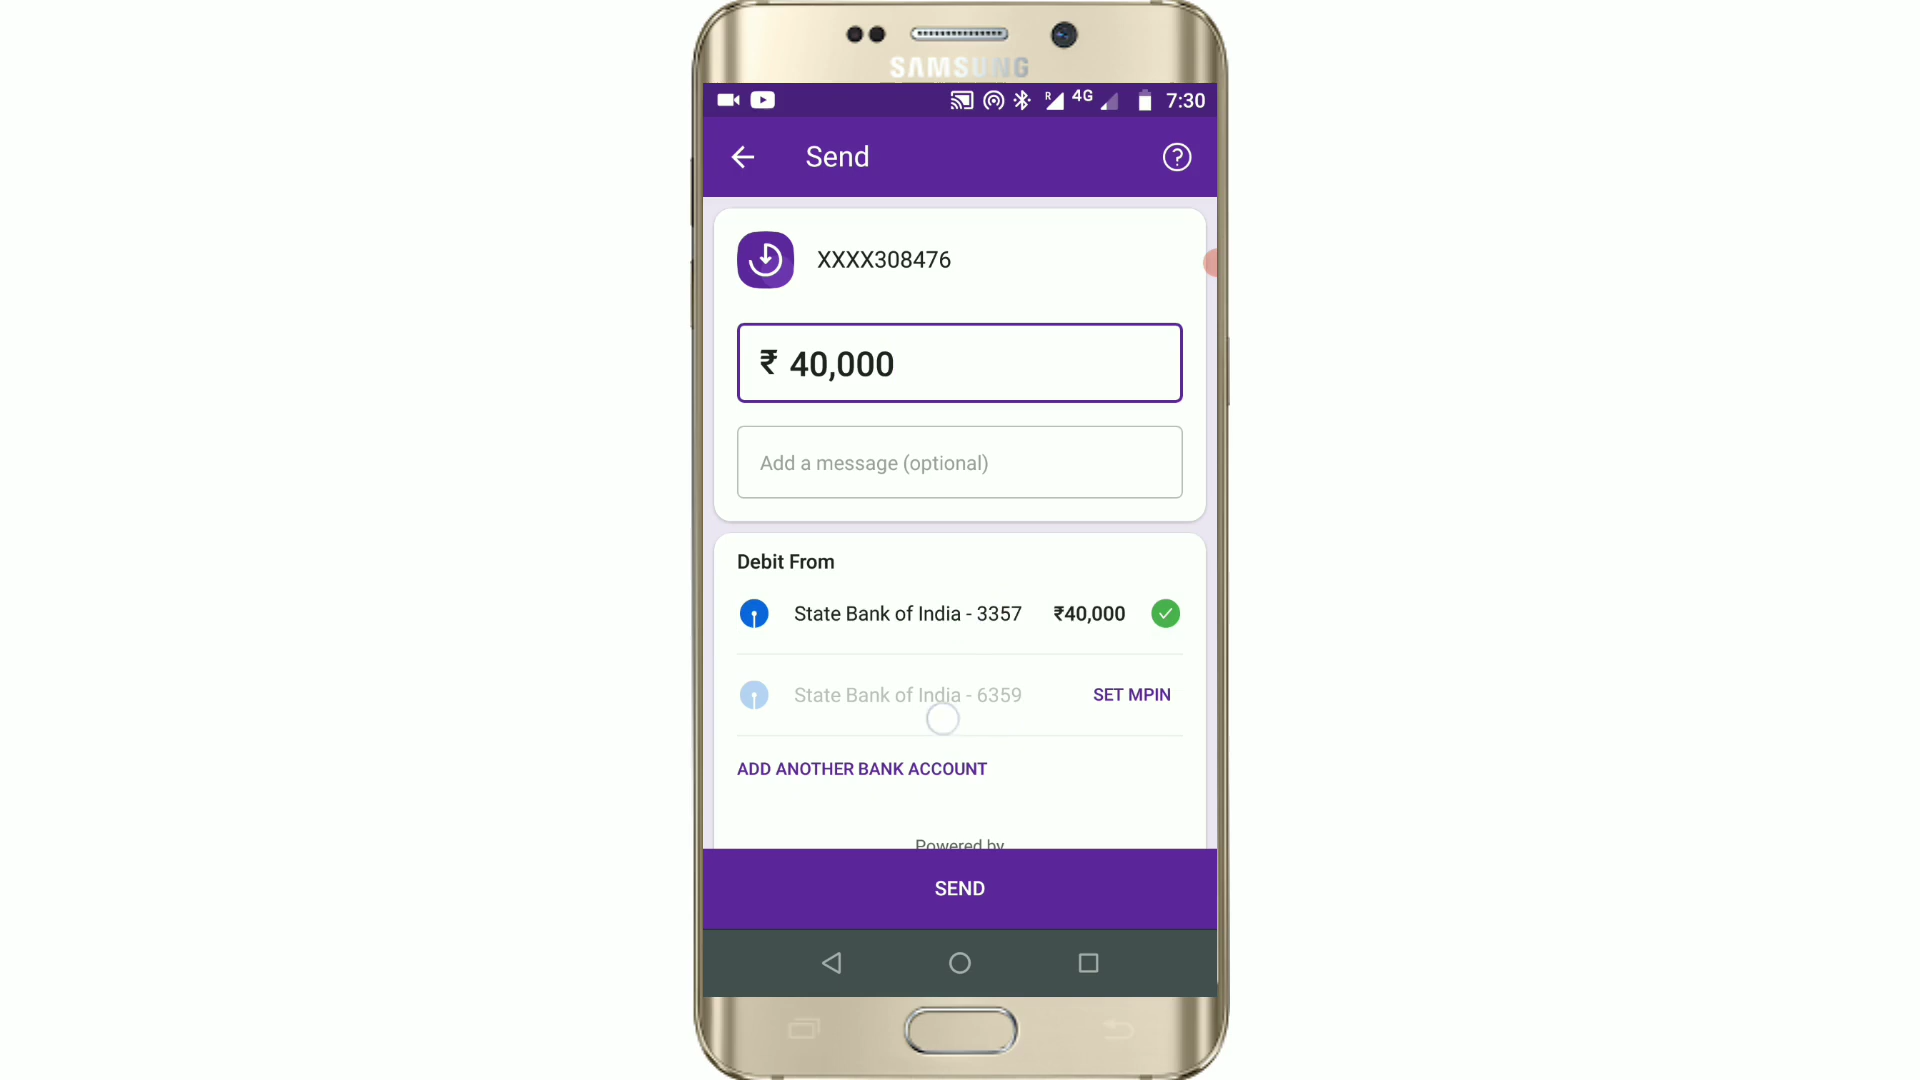 SAMSUNG
R 4G 7:30
Send
XXXX308476
₹ 40,000
Add a message (optional)
Debit From
State Bank of India - 3357 ₹40,000
State Bank of India - 6359 SET MPIN
ADD ANOTHER BANK ACCOUNT
Powered by
SEND